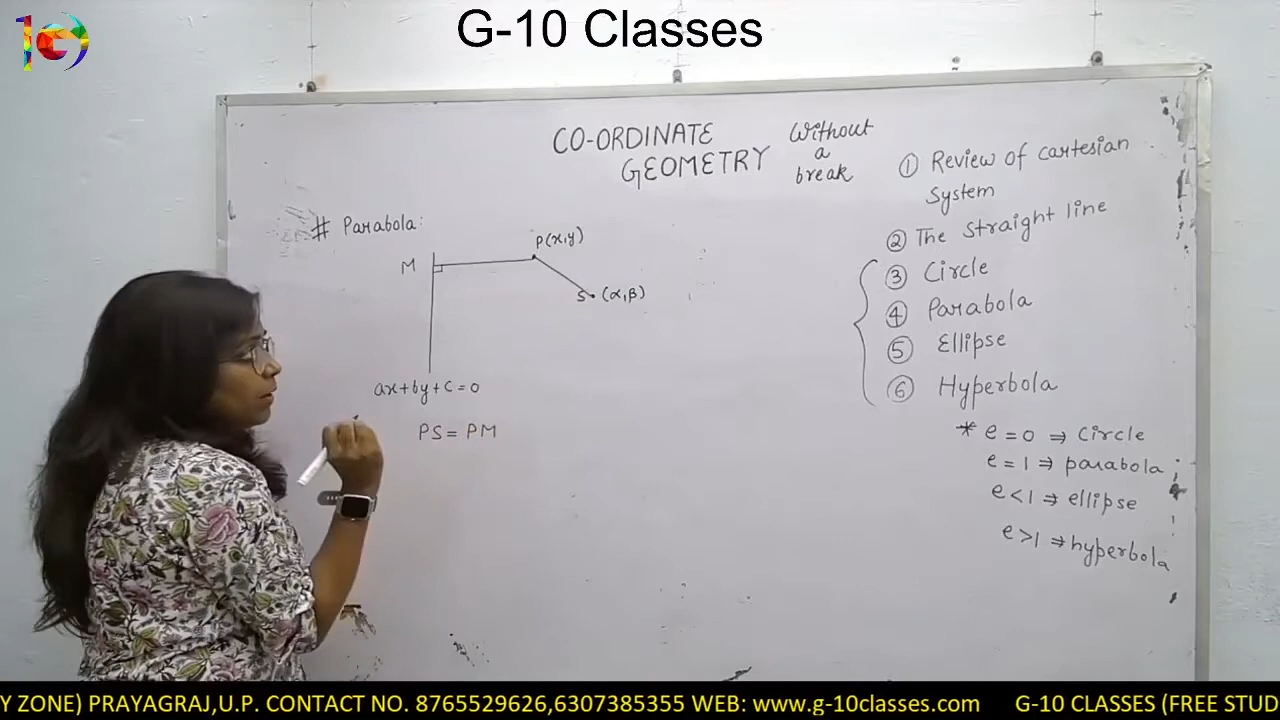 G-10 Classes
CO-ORDINATE
GEOMETRY
Without
a
break
① Review of cartesian
system
② The straight line
③ Circle
④ Parabola
⑤ Ellipse
⑥ Hyperbola
* e = 0 ⇒ Circle
e = 1 ⇒ parabola
e < 1 ⇒ ellipse
e > 1 ⇒ hyperbola
# Parabola:
P(x,y)
M
S (α,β)
ax+by+c=0
PS = PM
Y ZONE) PRAYAGRAJ,U.P. CONTACT NO. 8765529626,6307385355 WEB: www.g-10classes.com G-10 CLASSES (FREE STUD